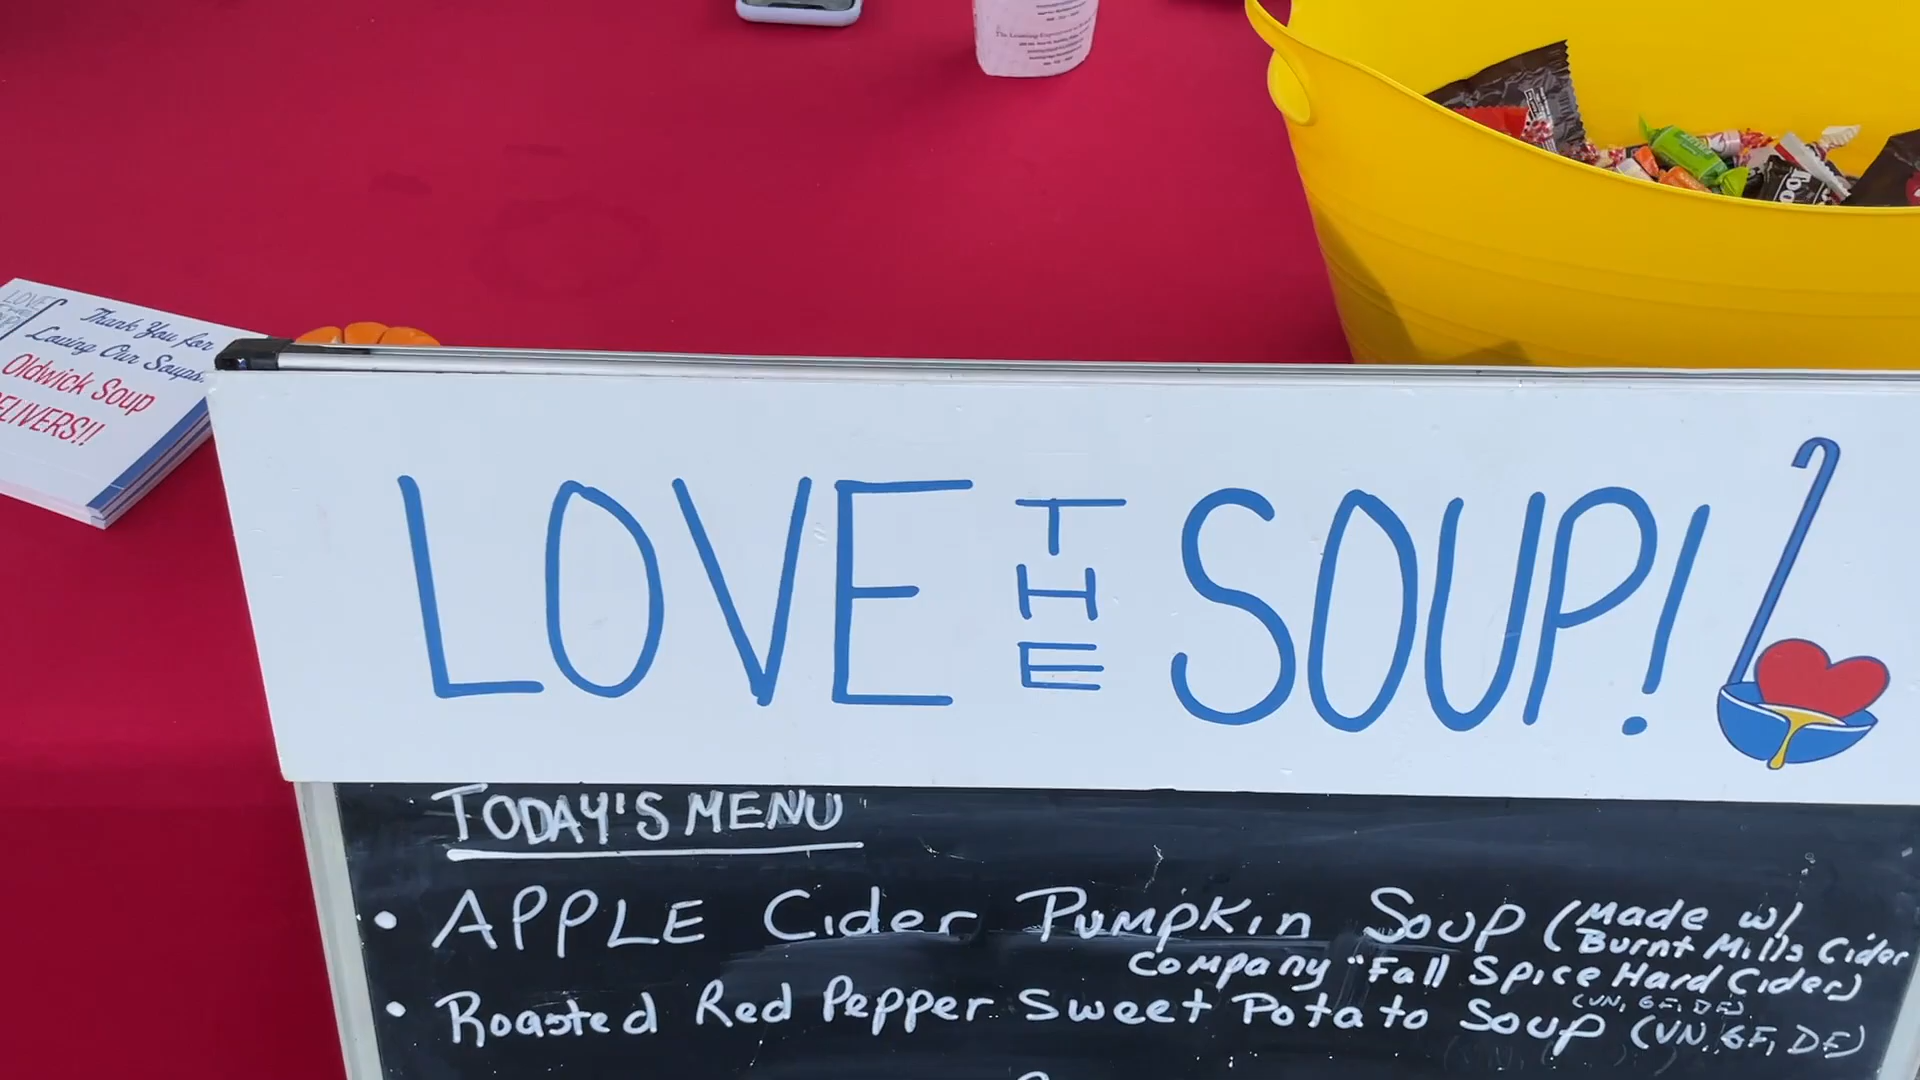 LOVE
Thank You for
Loving Our Soups.
Oldwick Soup
ELIVERS!!
LOVE THE SOUP!
TODAY'S MENU
• APPLE Cider Pumpkin Soup (Made w/
Burnt Mills Cider
Company "Fall Spice Hard Cider)
(VN, GF, DF)
• Roasted Red Pepper Sweet Potato Soup (VN, GF, DF)